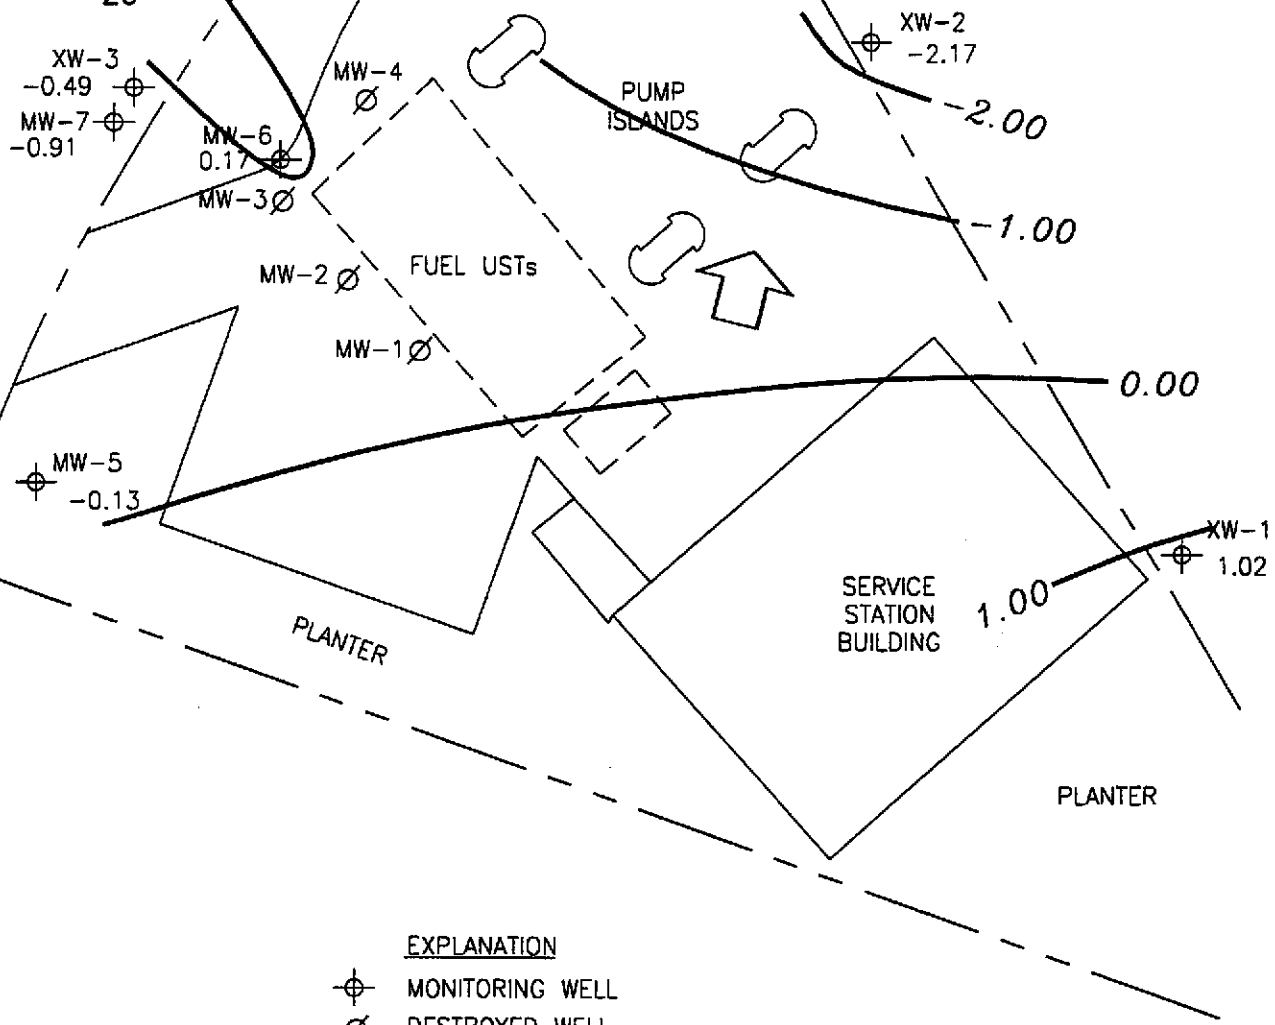 XW-2
-2.17
XW-3
-0.49
MW-4
PUMP
ISLANDS
-2.00
MW-7
-0.91
MW-6
0.17
MW-3
-1.00
MW-2
FUEL USTs
MW-1
0.00
MW-5
-0.13
XW-1
1.02
SERVICE
STATION
BUILDING
1.00
PLANTER
PLANTER
EXPLANATION
MONITORING WELL
DESTROYED WELL